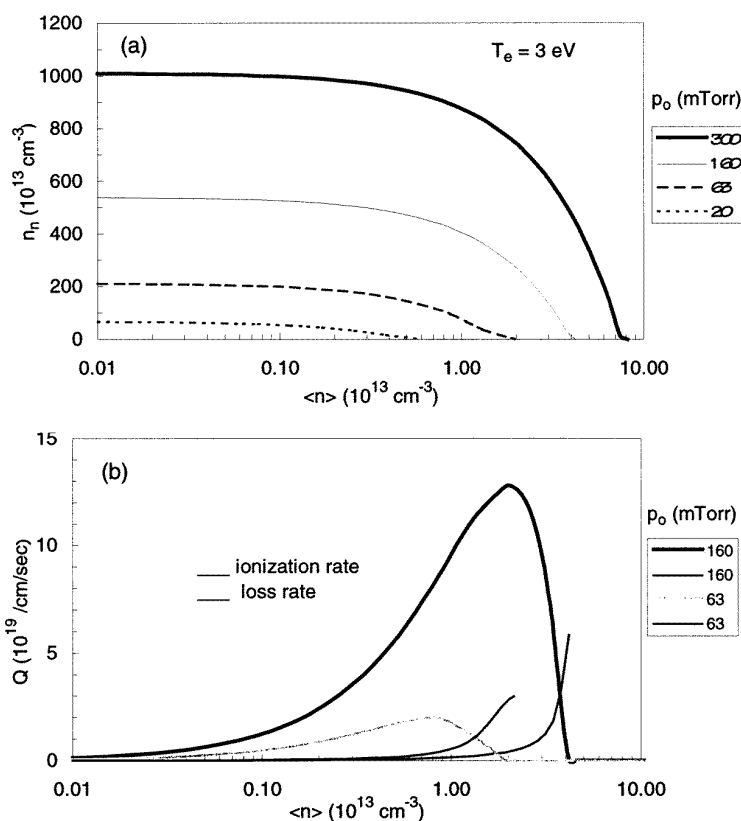 (a)
T_e = 3 eV
1200
1000
800
600
400
200
0
n_n (10^13 cm^-3)
0.01 0.10 1.00 10.00
<n> (10^13 cm^-3)
p_o (mTorr)
300
160
63
20
(b)
15
10
5
0
Q (10^19 /cm/sec)
ionization rate
loss rate
0.01 0.10 1.00 10.00
<n> (10^13 cm^-3)
p_o (mTorr)
160
160
63
63